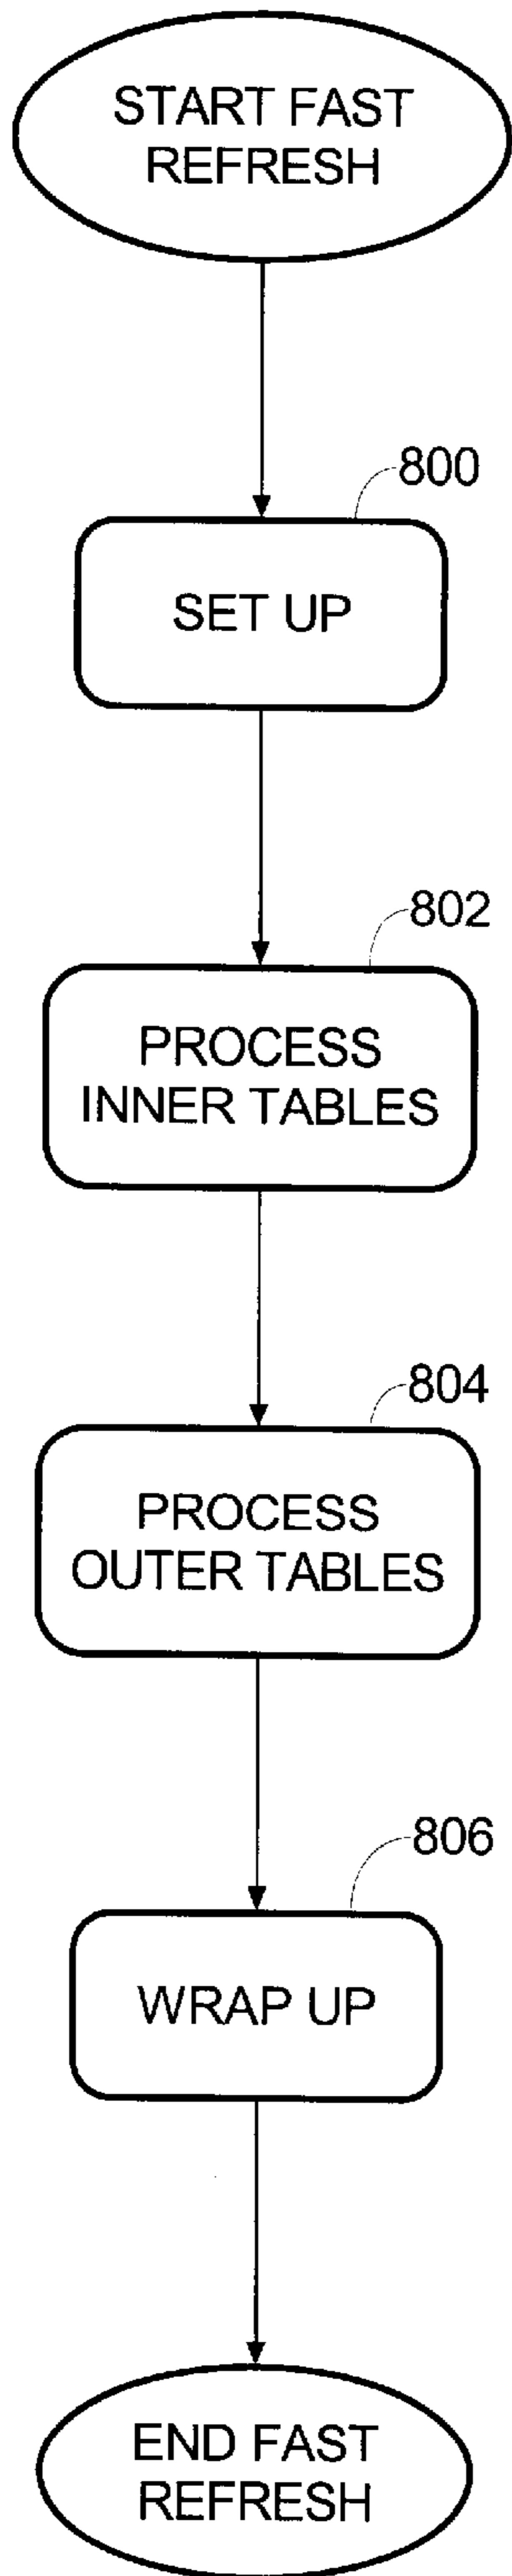 START FAST
REFRESH
800
SET UP
802
PROCESS
INNER TABLES
804
PROCESS
OUTER TABLES
806
WRAP UP
END FAST
REFRESH